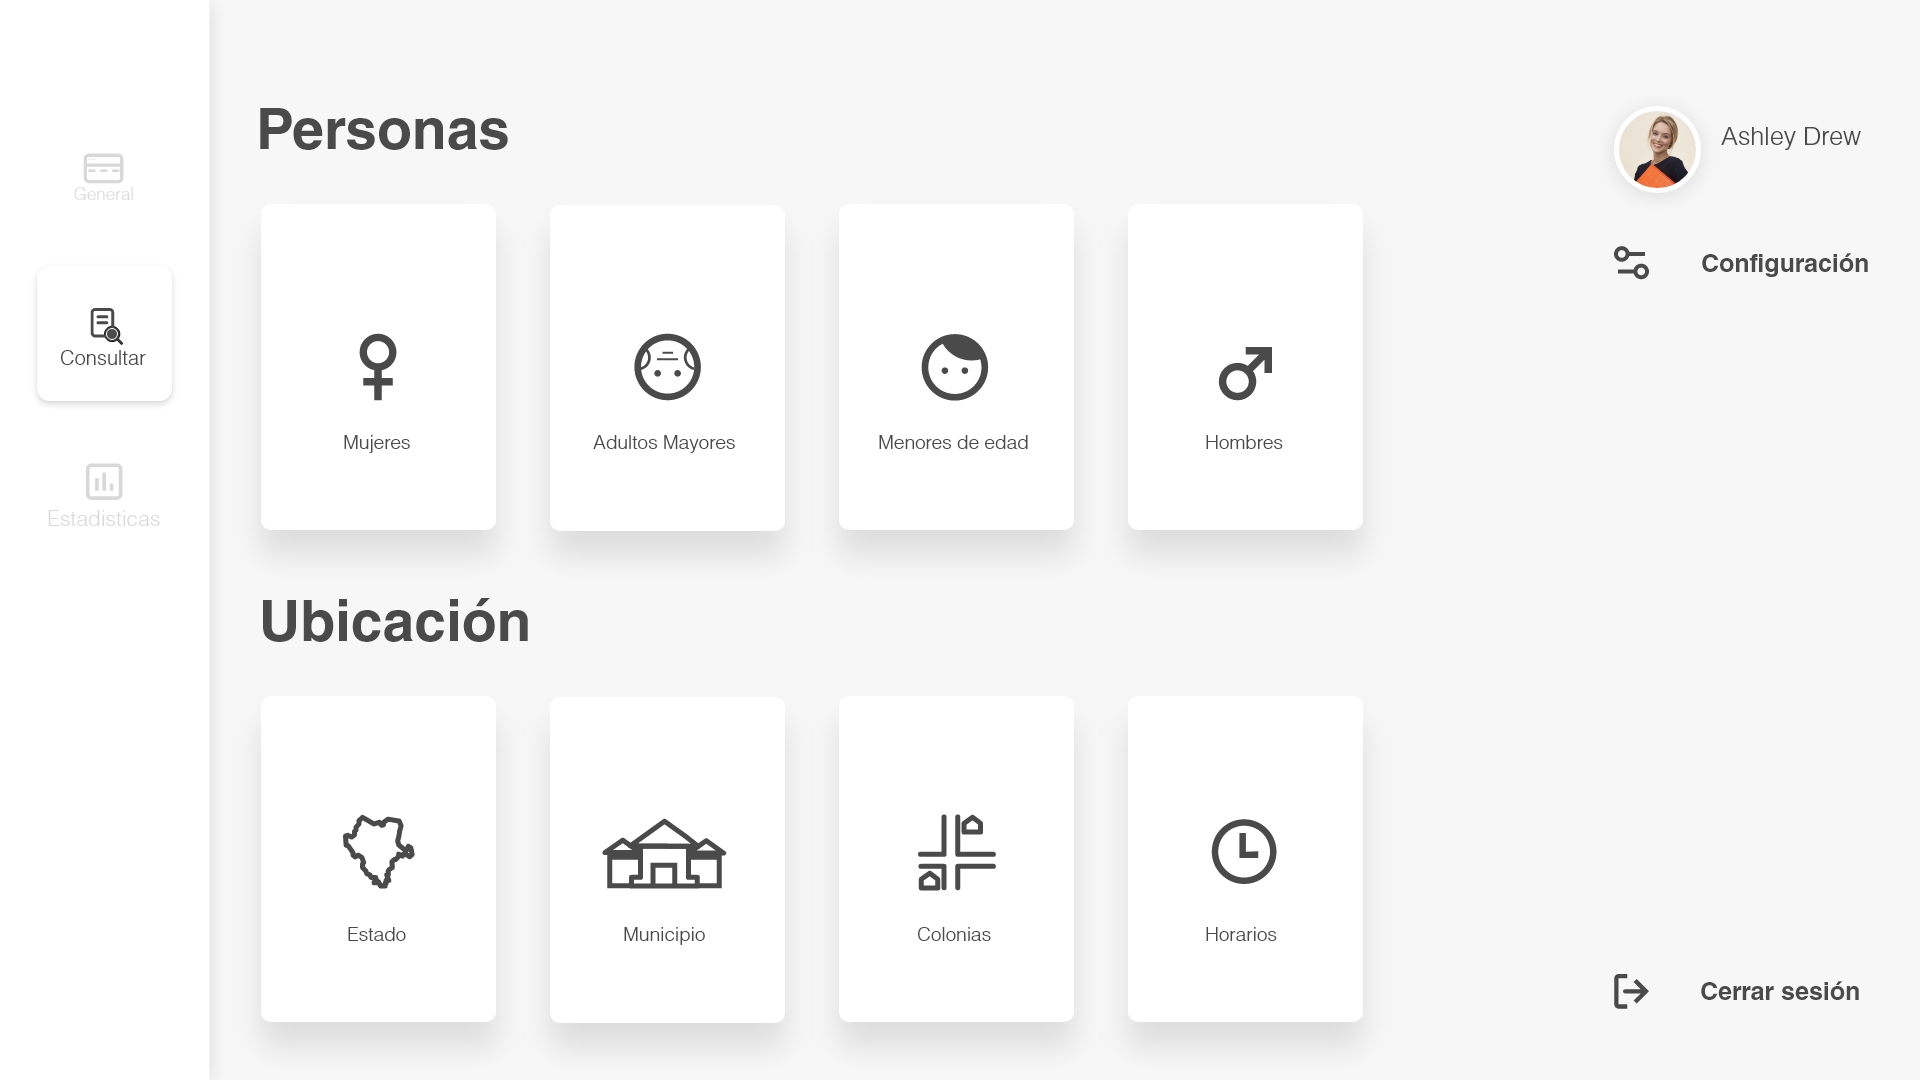 General
Consultar
Estadisticas
Personas
Mujeres
Adultos Mayores
Menores de edad
Hombres
Ubicación
Estado
Municipio
Colonias
Horarios
Ashley Drew
Configuración
Cerrar sesión